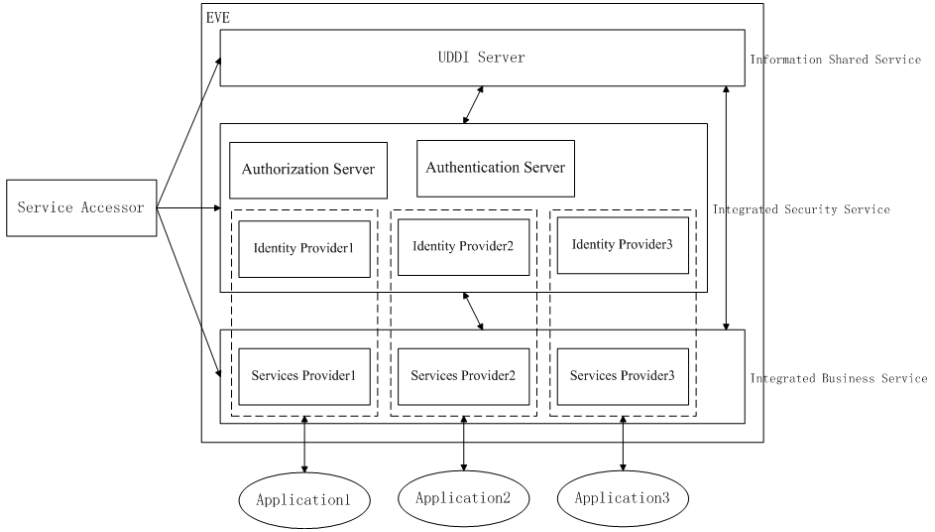 EVE
UDDI Server
Information Shared Service
Authorization Server
Authentication Server
Service Accessor
Integrated Security Service
Identity Provider1
Identity Provider2
Identity Provider3
Services Provider1
Services Provider2
Services Provider3
Integrated Business Service
Application1
Application2
Application3